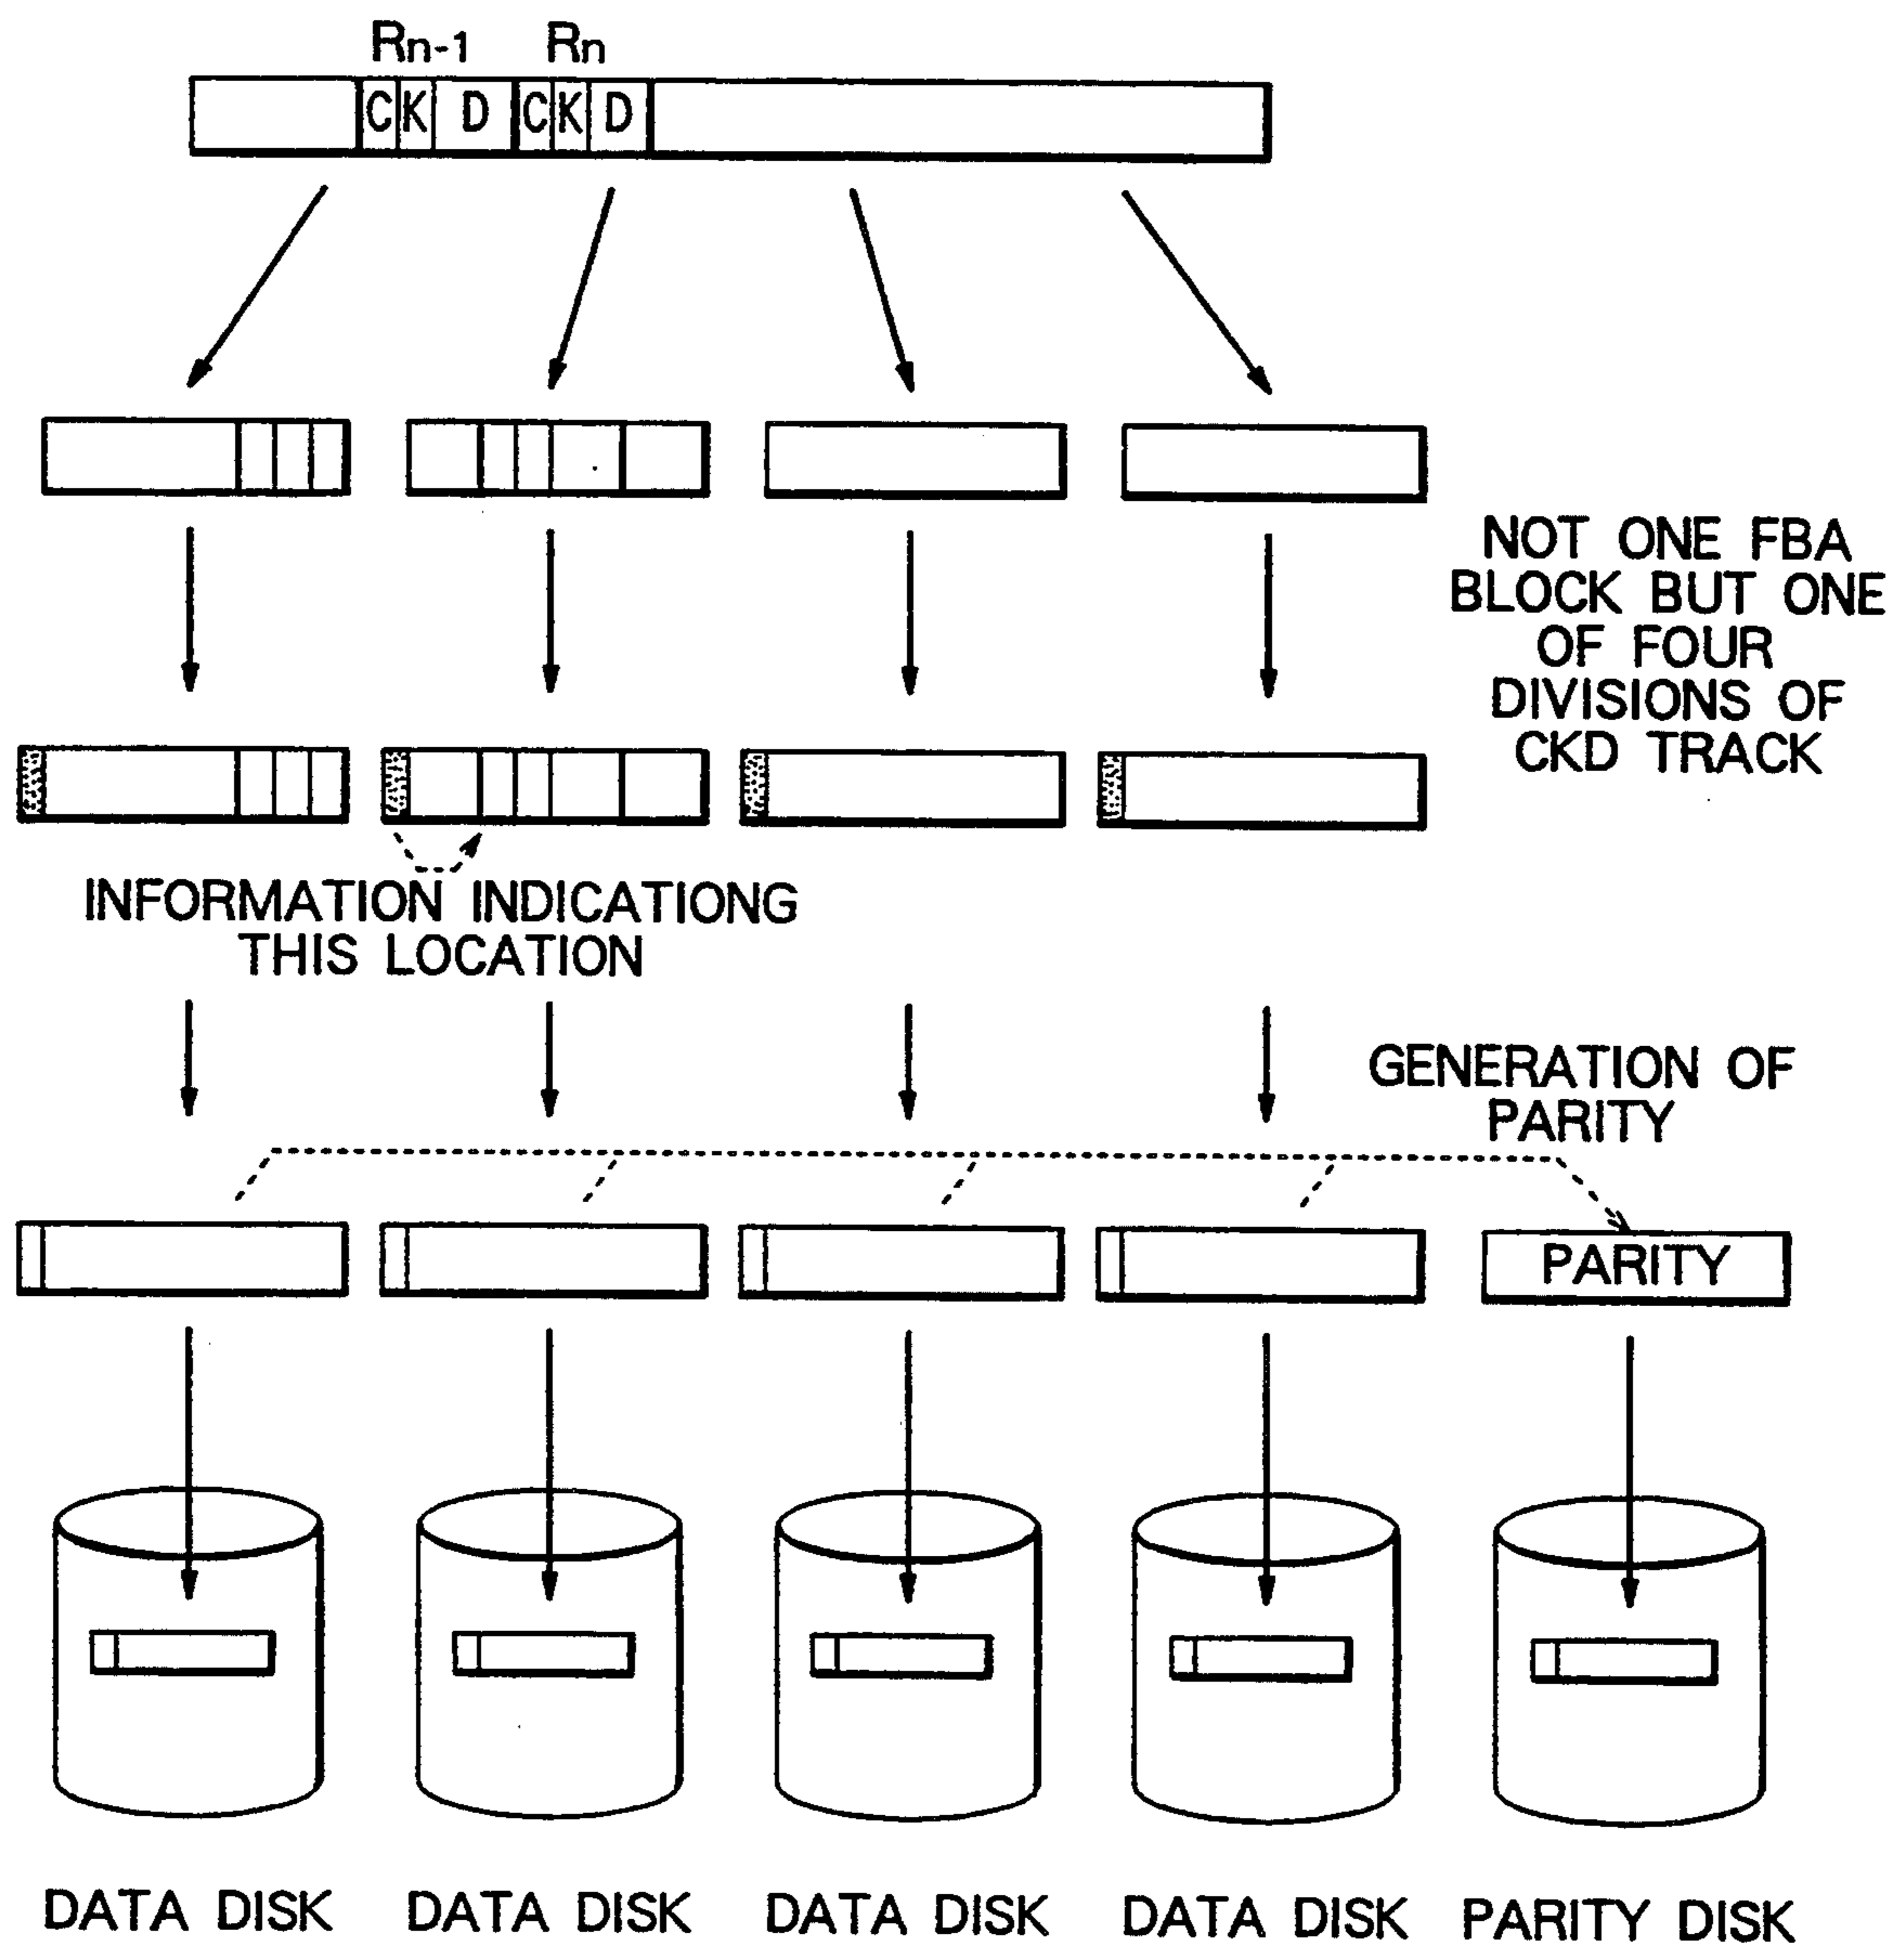 Rn-1 Rn
C K D C K D
NOT ONE FBA
BLOCK BUT ONE
OF FOUR
DIVISIONS OF
CKD TRACK
INFORMATION INDICATIONG
THIS LOCATION
GENERATION OF
PARITY
PARITY
DATA DISK DATA DISK DATA DISK DATA DISK PARITY DISK